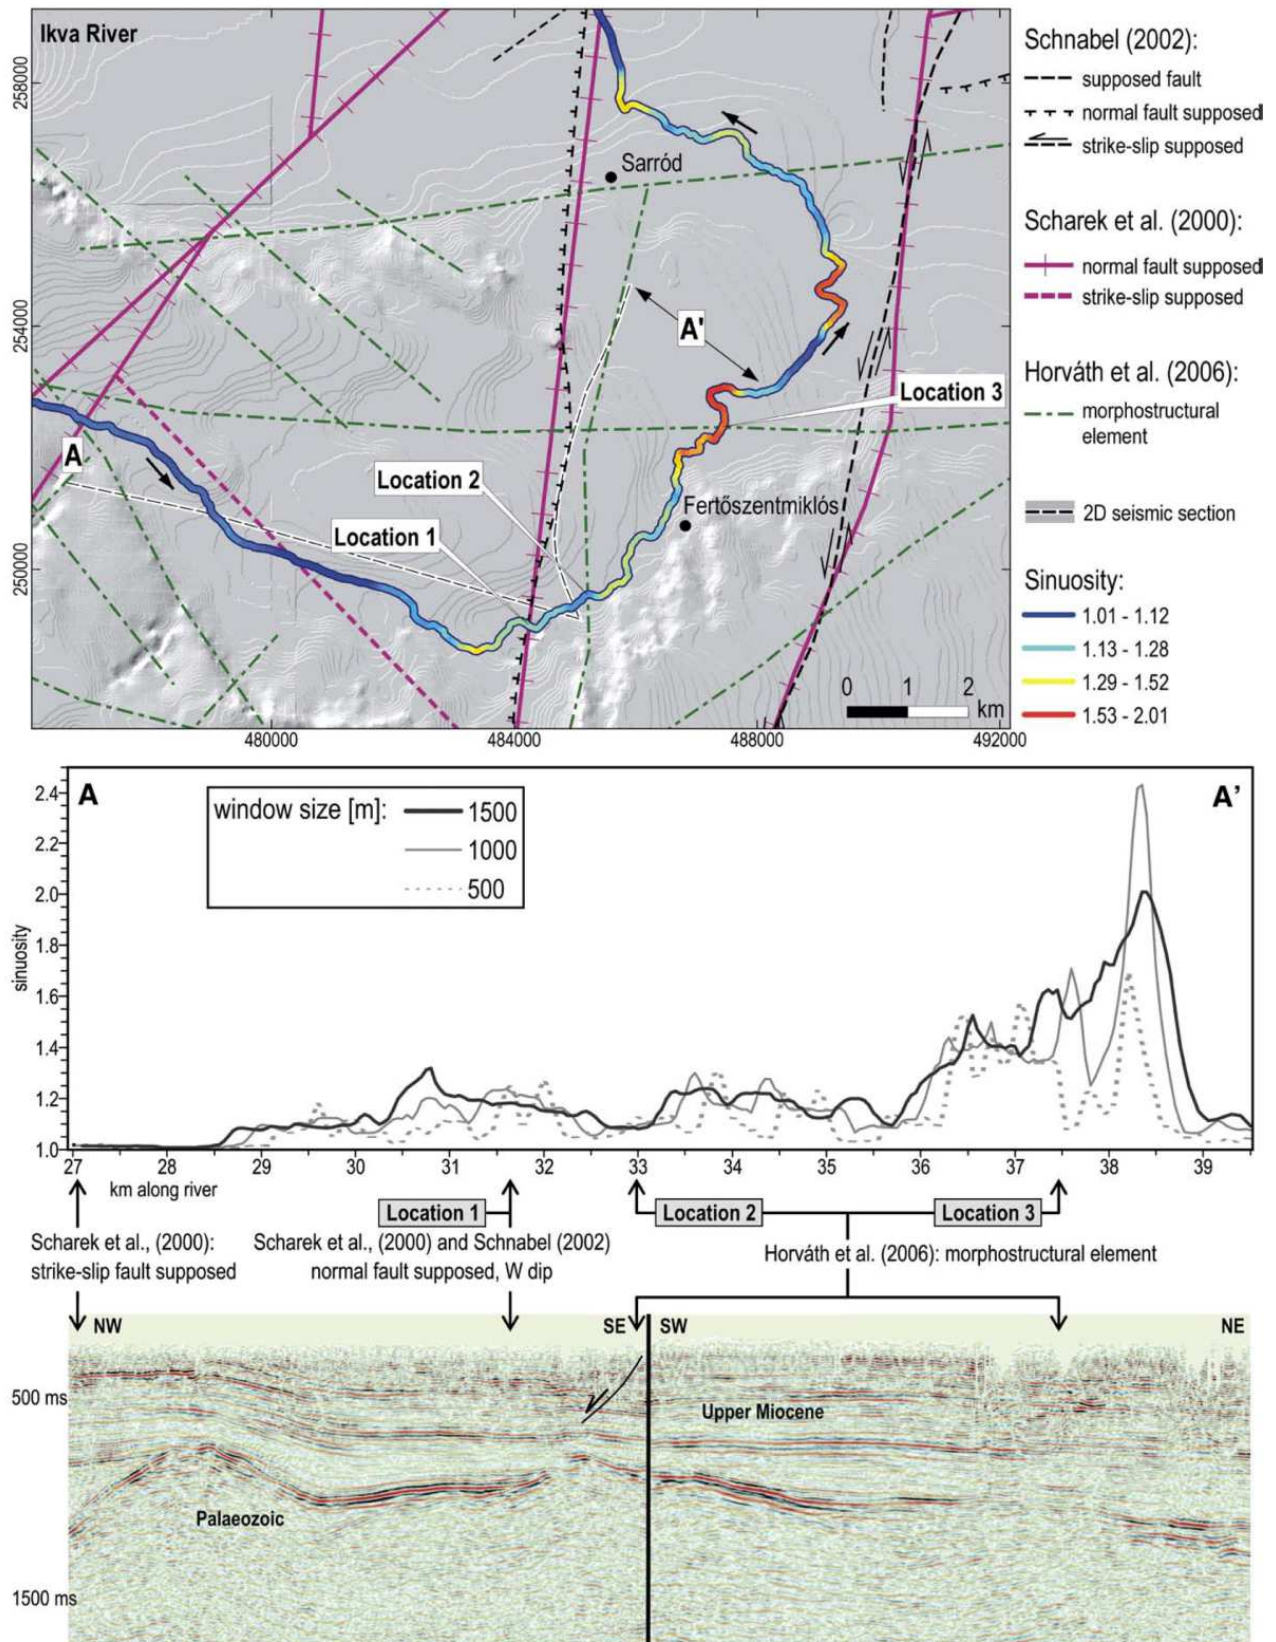 Ikva River
258000
254000
250000
480000
484000
488000
492000
Sarród
A'
A
Location 3
Location 2
Location 1
Fertőszentmiklós
0 1 2
km
Schnabel (2002):
supposed fault
normal fault supposed
strike-slip supposed
Scharek et al. (2000):
normal fault supposed
strike-slip supposed
Horváth et al. (2006):
morphostructural
element
2D seismic section
Sinuosity:
1.01 - 1.12
1.13 - 1.28
1.29 - 1.52
1.53 - 2.01
A
A’
window size [m]:
1500
1000
500
sinuosity
2.4
2.2
2.0
1.8
1.6
1.4
1.2
1.0
27 28 29 30 31 32 33 34 35 36 37 38 39
km along river
Location 1
Location 2
Location 3
Scharek et al., (2000):
strike-slip fault supposed
Scharek et al., (2000) and Schnabel (2002)
normal fault supposed, W dip
Horváth et al. (2006): morphostructural element
NW
SE
SW
NE
500 ms
Upper Miocene
Palaeozoic
1500 ms